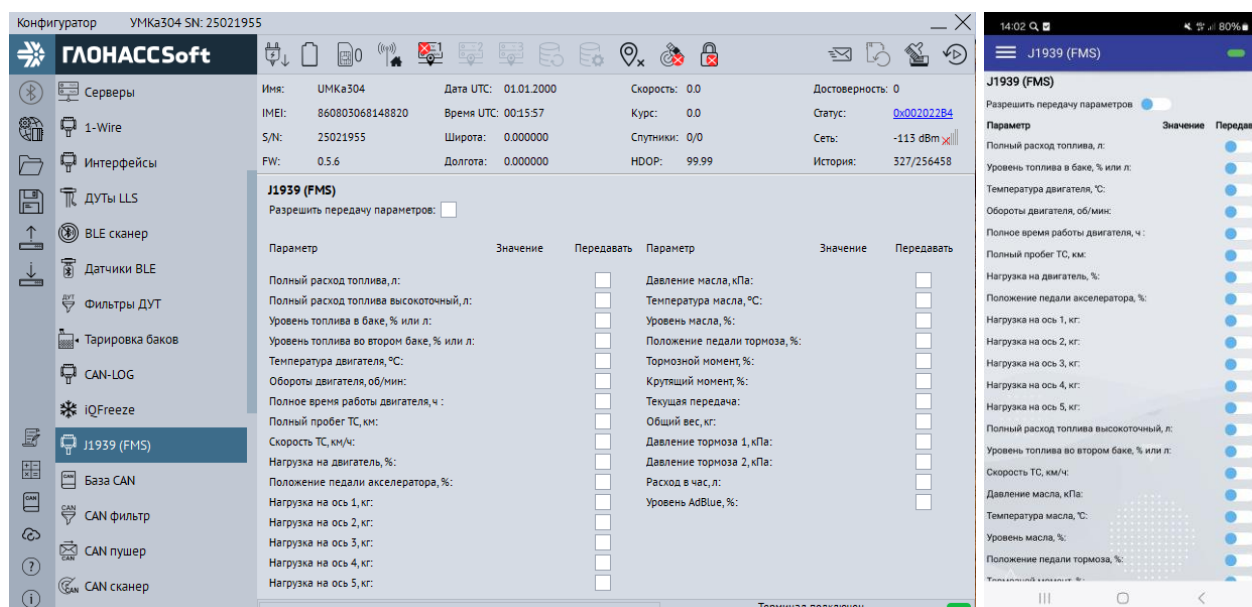 Конфигуратор УМКа304 SN: 25021955
ГЛОНАССSoft
0
Серверы
1-Wire
Интерфейсы
ДУТы LLS
BLE сканер
Датчики BLE
Фильтры ДУТ
Тарировка баков
CAN-LOG
iQFreeze
J1939 (FMS)
База CAN
CAN фильтр
CAN пушер
CAN сканер
Имя: УМКа304 Дата UTC: 01.01.2000 Скорость: 0.0 Достоверность: 0
IMEI: 860803068148820 Время UTC: 00:15:57 Курс: 0.0 Статус: 0x002022B4
S/N: 25021955 Широта: 0.000000 Спутники: 0/0 Сеть: -113 dBm
FW: 0.5.6 Долгота: 0.000000 HDOP: 99.99 История: 327/256458
J1939 (FMS)
Разрешить передачу параметров:
Параметр Значение Передавать Параметр Значение Передавать
Полный расход топлива, л: Давление масла, кПа:
Полный расход топлива высокоточный, л: Температура масла, °C:
Уровень топлива в баке, % или л: Уровень масла, %:
Уровень топлива во втором баке, % или л: Положение педали тормоза, %:
Температура двигателя, °C: Тормозной момент, %:
Обороты двигателя, об/мин: Крутящий момент, %:
Полное время работы двигателя, ч : Текущая передача:
Полный пробег ТС, км: Общий вес, кг:
Скорость ТС, км/ч: Давление тормоза 1, кПа:
Нагрузка на двигатель, %: Давление тормоза 2, кПа:
Положение педали акселератора, %: Расход в час, л:
Нагрузка на ось 1, кг: Уровень AdBlue, %:
Нагрузка на ось 2, кг:
Нагрузка на ось 3, кг:
Нагрузка на ось 4, кг:
Нагрузка на ось 5, кг:
Терминал подключен
14:02 80%
J1939 (FMS)
J1939 (FMS)
Разрешить передачу параметров
Параметр Значение Передав
Полный расход топлива, л:
Уровень топлива в баке, % или л:
Температура двигателя, °C:
Обороты двигателя, об/мин:
Полное время работы двигателя, ч :
Полный пробег ТС, км:
Нагрузка на двигатель, %:
Положение педали акселератора, %:
Нагрузка на ось 1, кг:
Нагрузка на ось 2, кг:
Нагрузка на ось 3, кг:
Нагрузка на ось 4, кг:
Нагрузка на ось 5, кг:
Полный расход топлива высокоточный, л:
Уровень топлива во втором баке, % или л:
Скорость ТС, км/ч:
Давление масла, кПа:
Температура масла, °C:
Уровень масла, %:
Положение педали тормоза, %:
Тормозной момент, %: